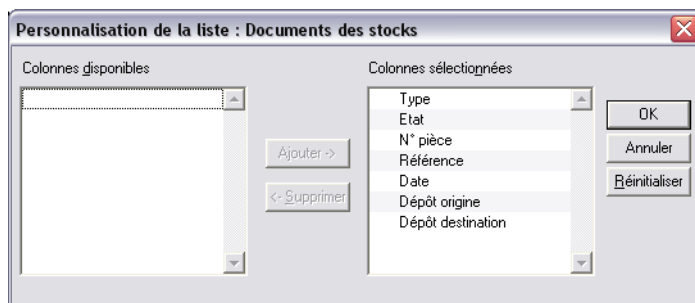 Personnalisation de la liste : Documents des stocks
Colonnes disponibles
Colonnes sélectionnées
Type
Etat
N° pièce
Référence
Date
Dépôt origine
Dépôt destination
Ajouter ->
<- Supprimer
OK
Annuler
Réinitialiser